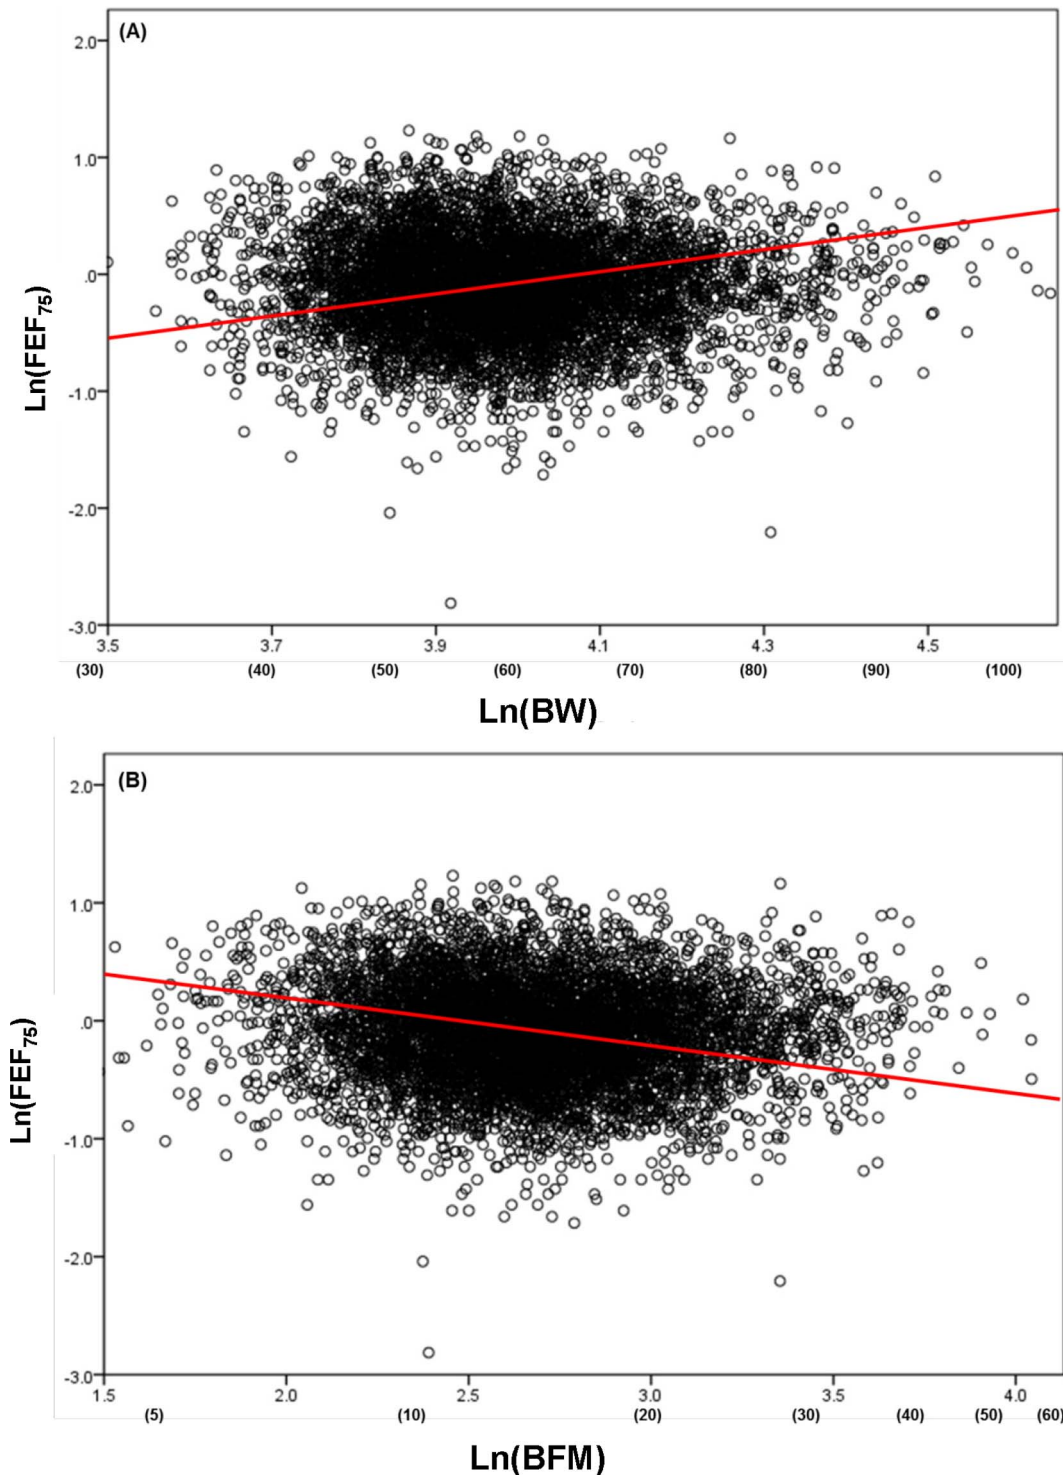 (A)
2.0
1.0
.0
-1.0
-2.0
-3.0
Ln(FEF75)
3.5 3.7 3.9 4.1 4.3 4.5
(30) (40) (50) (60) (70) (80) (90) (100)
Ln(BW)
(B)
2.0
1.0
.0
-1.0
-2.0
-3.0
Ln(FEF75)
1.5 2.0 2.5 3.0 3.5 4.0
(5) (10) (20) (30) (40) (50) (60)
Ln(BFM)